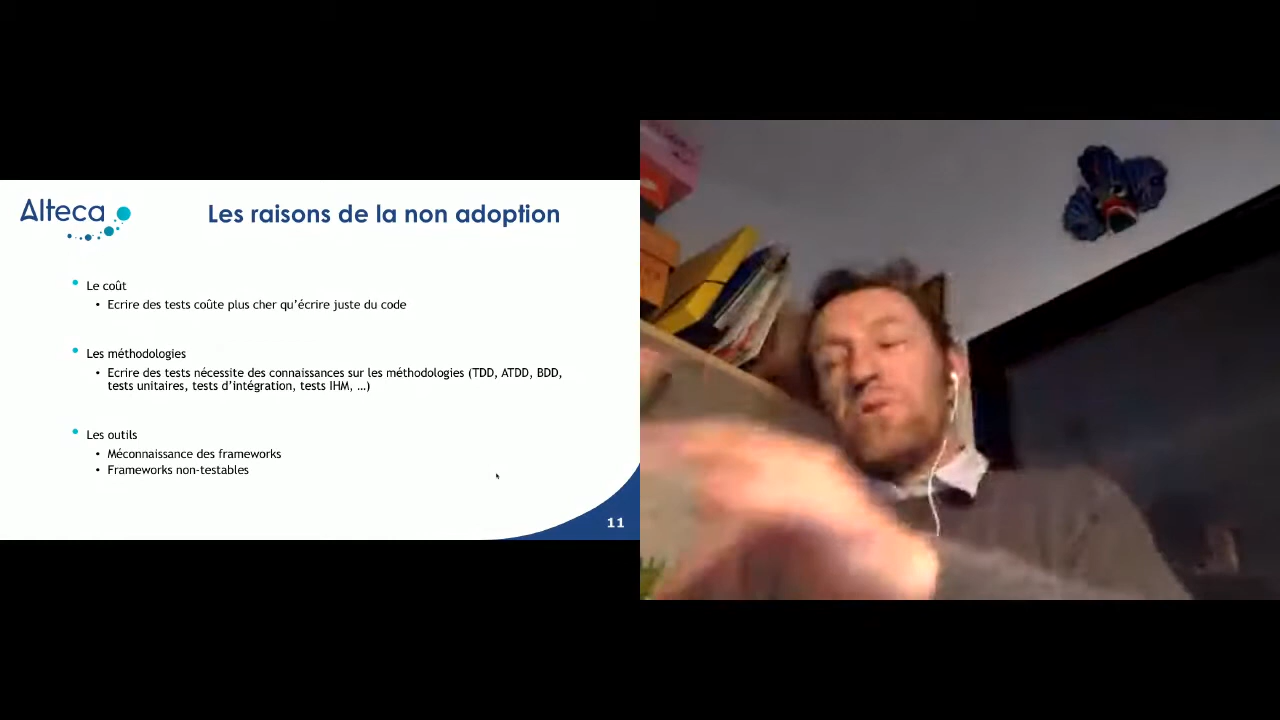 Alteca
Les raisons de la non adoption
Le coût
Ecrire des tests coûte plus cher qu'écrire juste du code
Les méthodologies
Ecrire des tests nécessite des connaissances sur les méthodologies (TDD, ATDD, BDD,
tests unitaires, tests d'intégration, tests IHM, …)
Les outils
Méconnaissance des frameworks
Frameworks non-testables
11